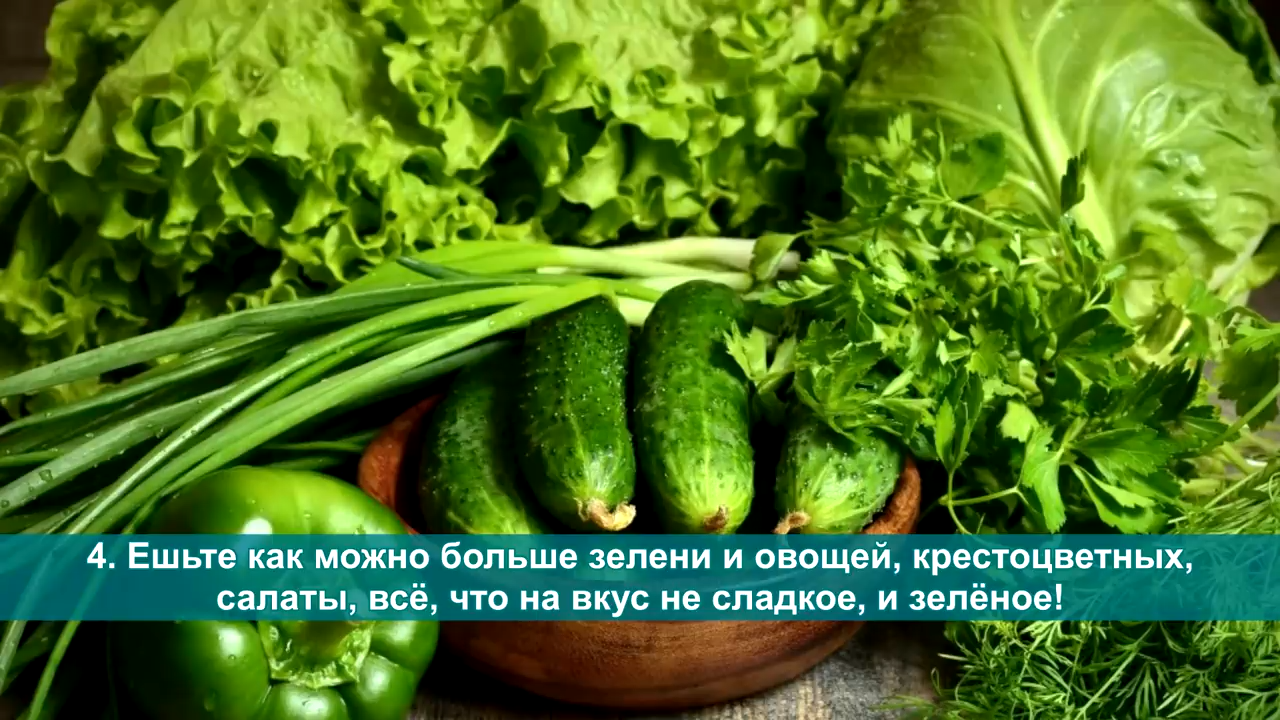 4. Ешьте как можно больше зелени и овощей, крестоцветных,
салаты, всё, что на вкус не сладкое, и зелёное!